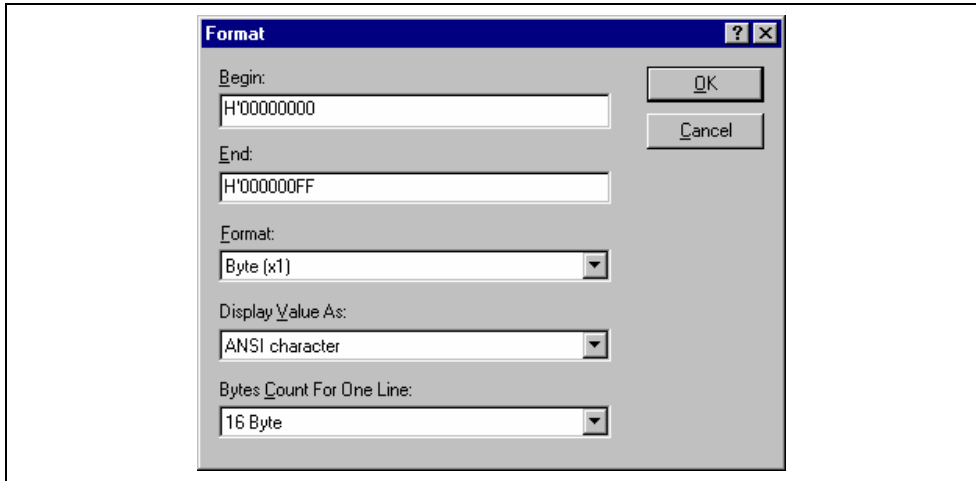 Format
Begin:
H'00000000
End:
H'000000FF
Format:
Byte (x1)
Display Value As:
ANSI character
Bytes Count For One Line:
16 Byte
OK
Cancel